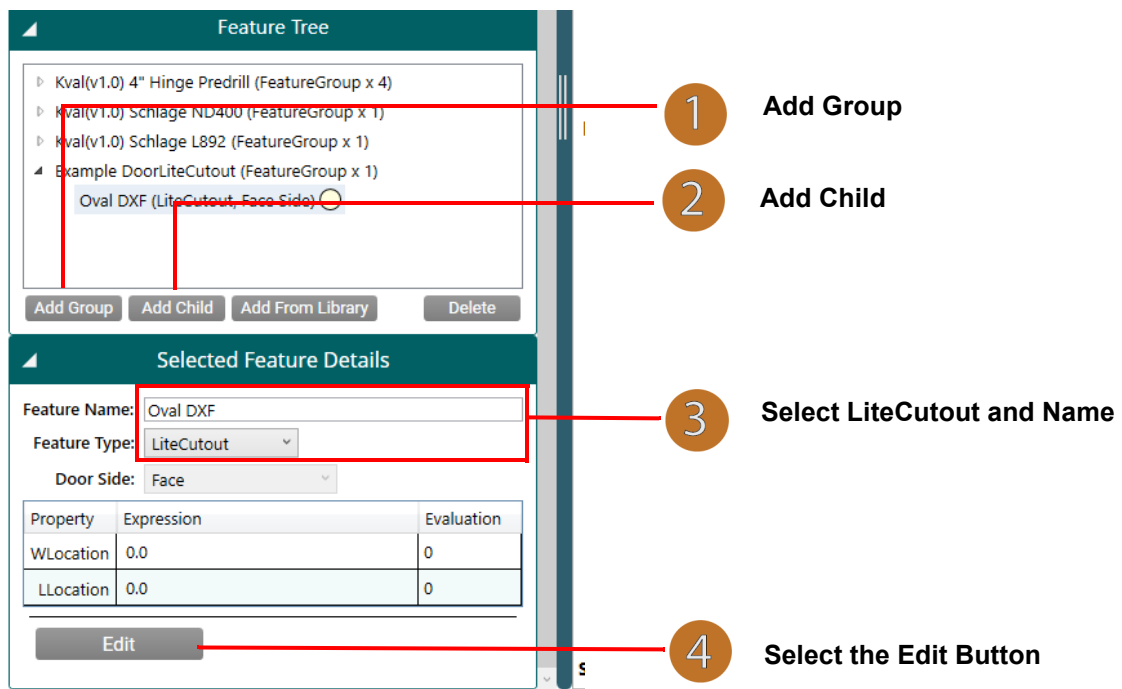 Feature Tree
Kval(v1.0) 4" Hinge Predrill (FeatureGroup x 4)
Kval(v1.0) Schlage ND400 (FeatureGroup x 1)
Kval(v1.0) Schlage L892 (FeatureGroup x 1)
Example DoorLiteCutout (FeatureGroup x 1)
Oval DXF (LiteCutout, Face Side)
Add Group Add Child Add From Library Delete
Selected Feature Details
Feature Name: Oval DXF
Feature Type: LiteCutout
Door Side: Face
Property Expression Evaluation
WLocation 0.0 0
LLocation 0.0 0
Edit
1 Add Group
2 Add Child
3 Select LiteCutout and Name
4 Select the Edit Button